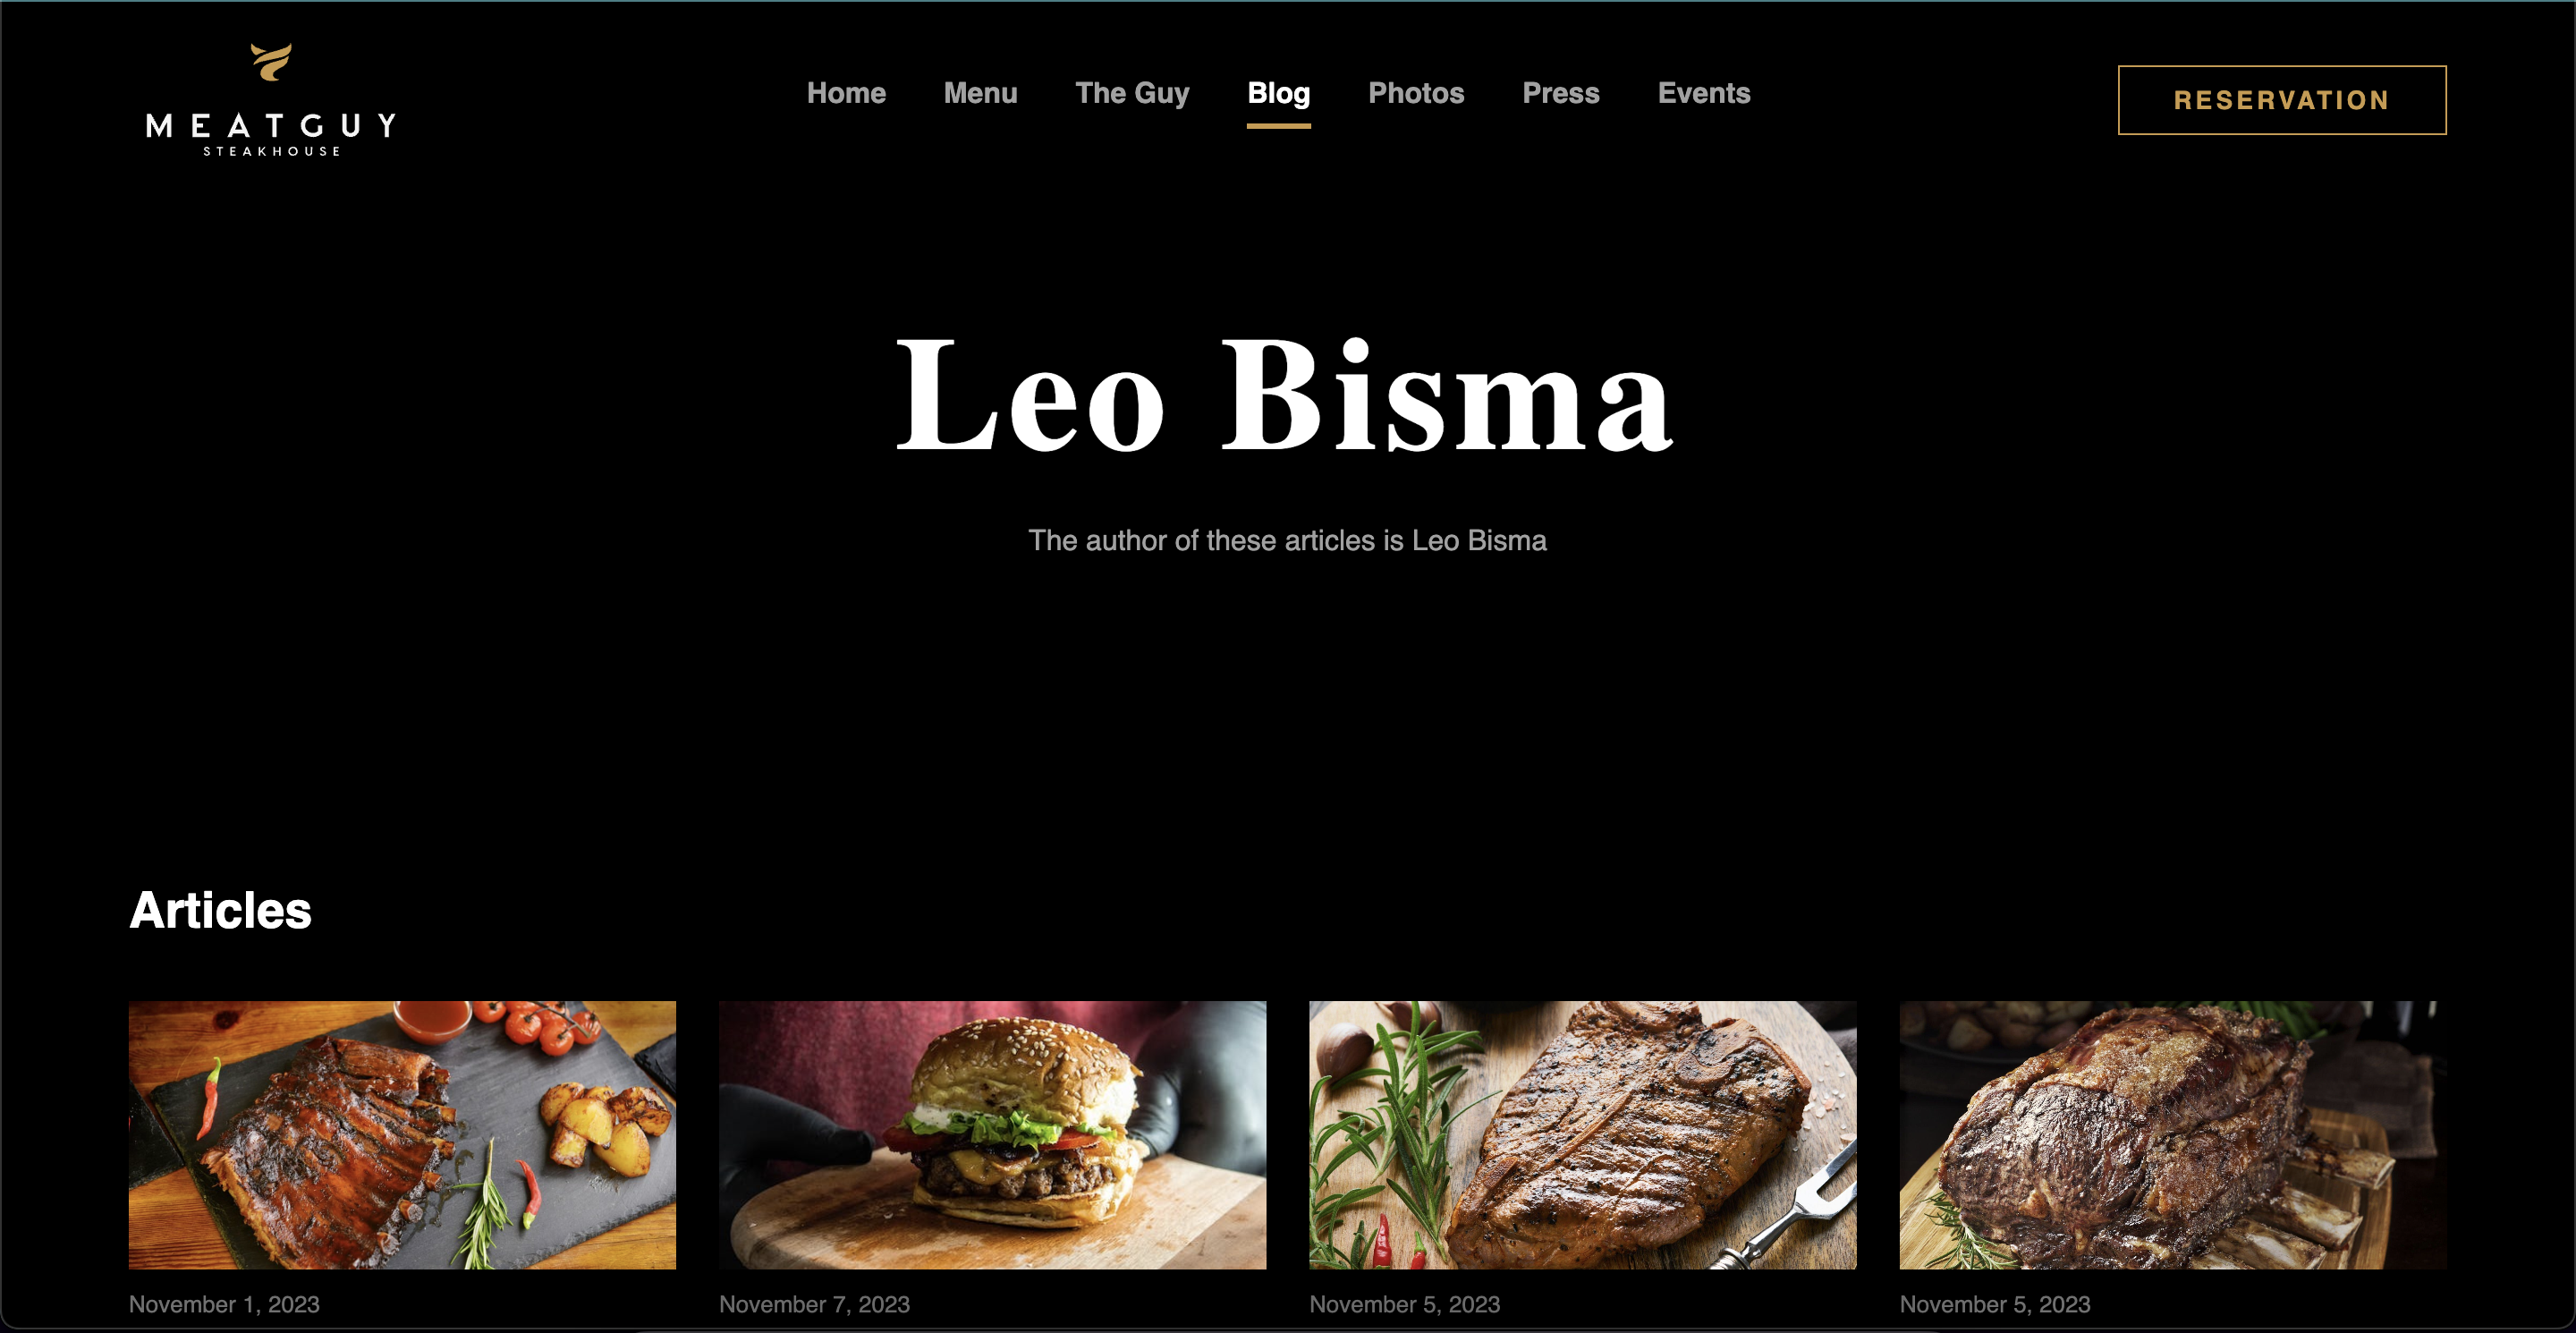 MEATGUY
STEAKHOUSE
Home Menu The Guy Blog Photos Press Events
RESERVATION
Leo Bisma
The author of these articles is Leo Bisma
Articles
November 1, 2023
November 7, 2023
November 5, 2023
November 5, 2023